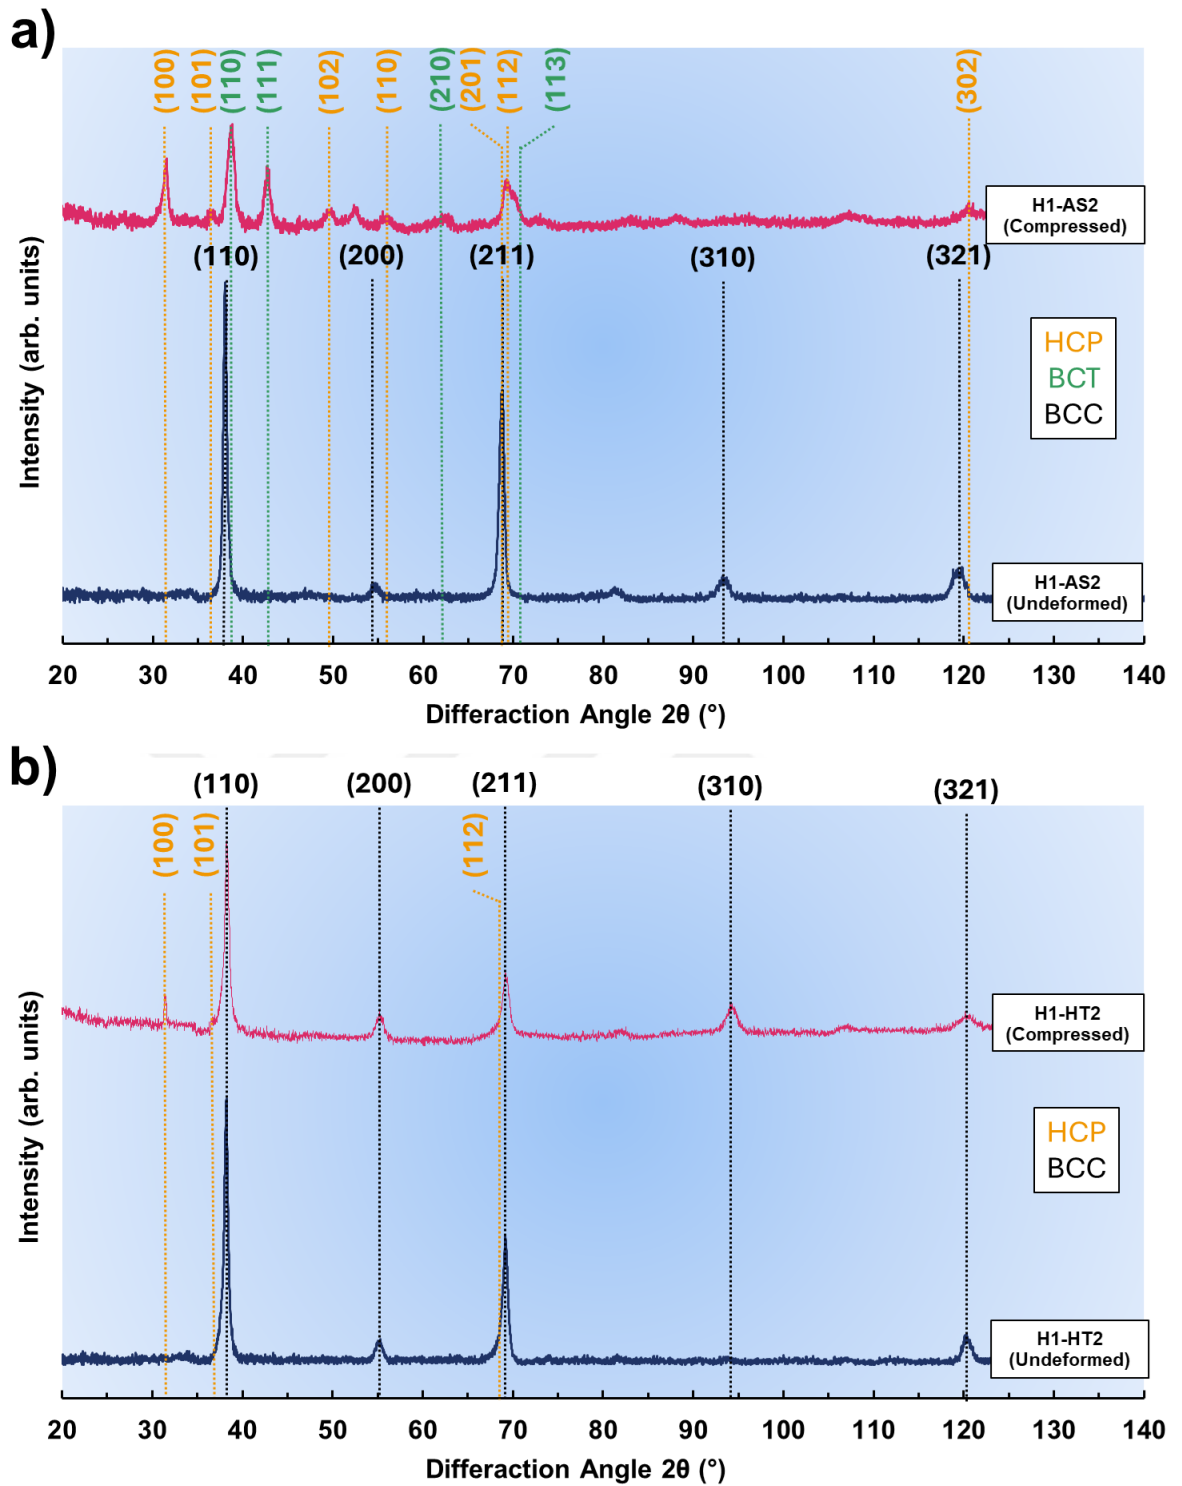 a)
(100) (101) (110) (111) (102) (110) (210) (201) (112) (113) (302)
H1-AS2
(Compressed)
(110) (200) (211) (310) (321)
HCP
BCT
BCC
Intensity (arb. units)
H1-AS2
(Undeformed)
20 30 40 50 60 70 80 90 100 110 120 130 140
Differaction Angle 2θ (°)
b)
(110) (200) (211) (310) (321)
(100) (101) (112)
H1-HT2
(Compressed)
HCP
BCC
Intensity (arb. units)
H1-HT2
(Undeformed)
20 30 40 50 60 70 80 90 100 110 120 130 140
Differaction Angle 2θ (°)